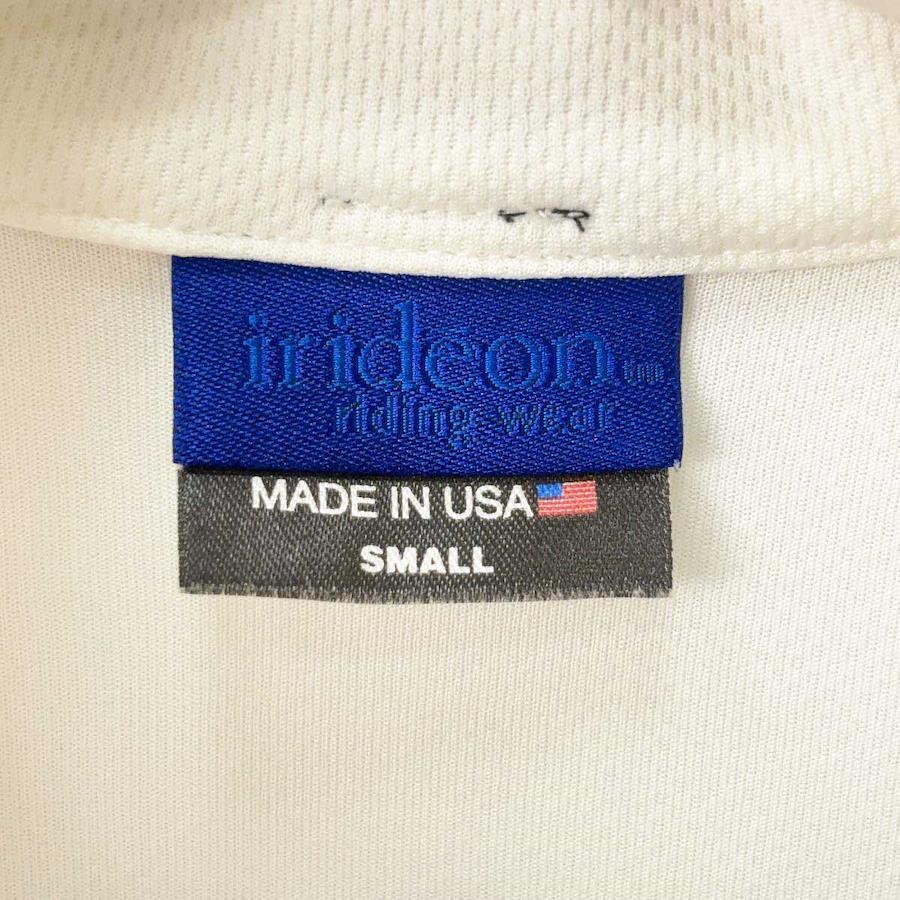 irideon
riding wear
MADE IN USA
SMALL